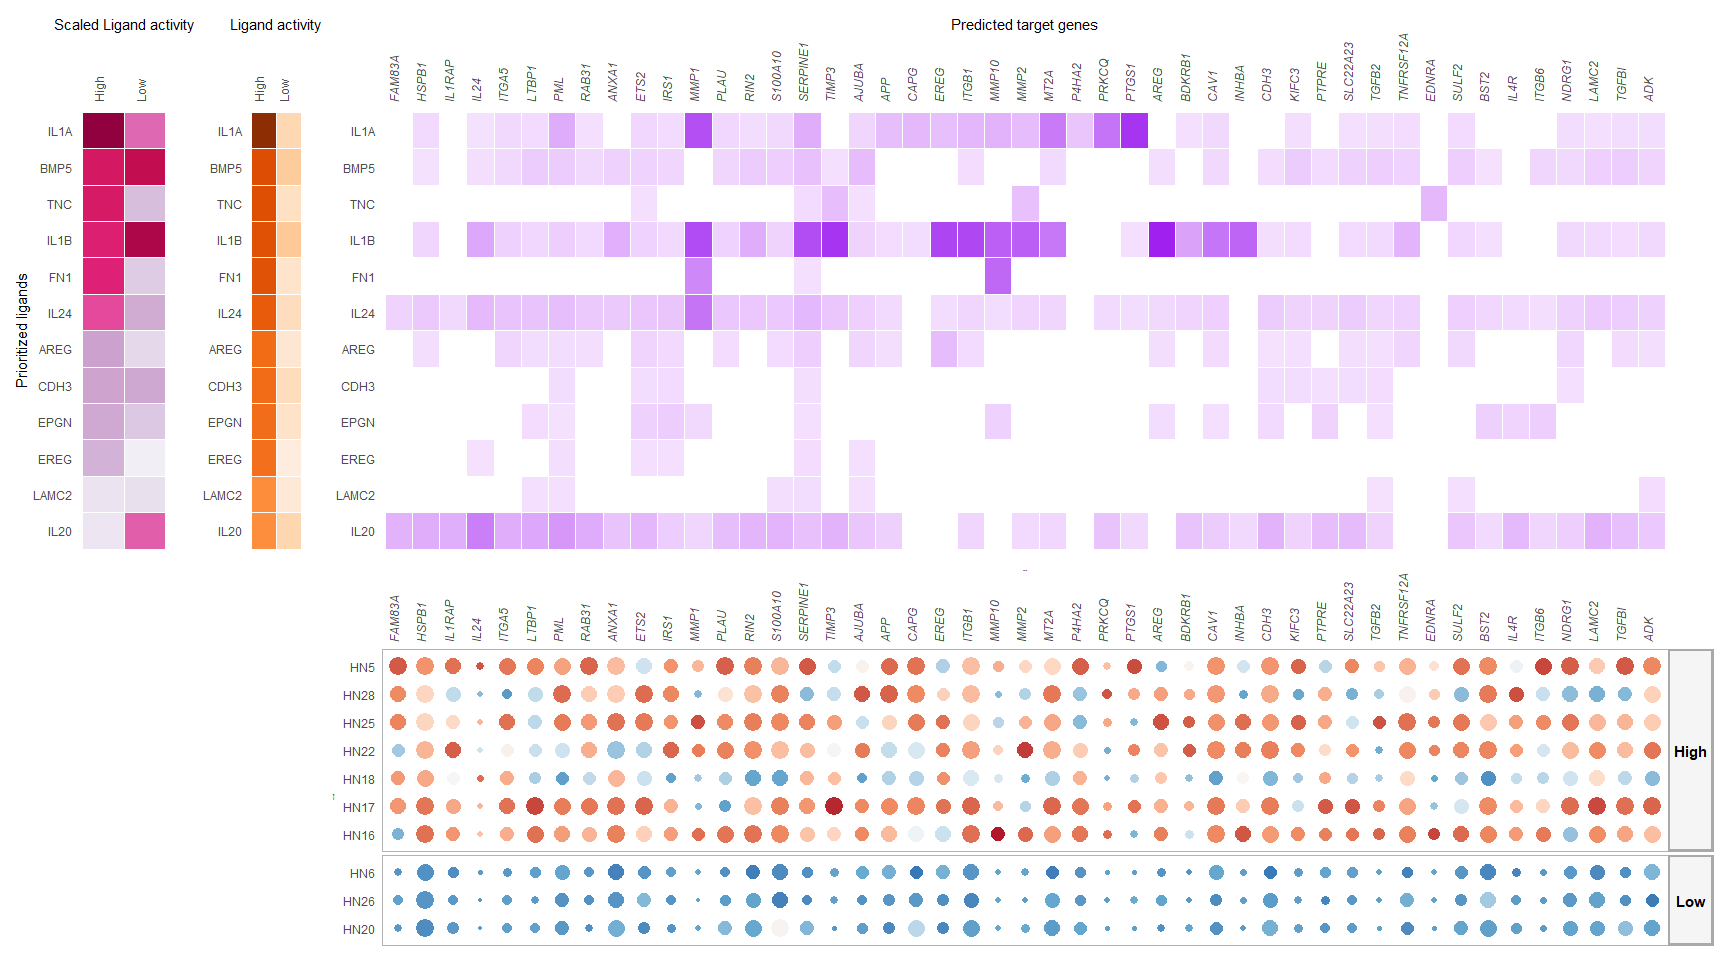 Scaled Ligand activity
Ligand activity
Predicted target genes
High
Low
High
Low
FAM83A
HSPB1
IL1RAP
IL24
ITGA5
LTBP1
PML
RAB31
ANXA1
ETS2
IRS1
MMP1
PLAU
RIN2
S100A10
SERPINE1
TIMP3
AJUBA
APP
CAPG
EREG
ITGB1
MMP10
MMP2
MT2A
P4HA2
PRKCQ
PTGS1
AREG
BDKRB1
CAV1
INHBA
CDH3
KIFC3
PTPRE
SLC22A23
TGFB2
TNFRSF12A
EDNRA
SULF2
BST2
IL4R
ITGB6
NDRG1
LAMC2
TGFBI
ADK
Prioritized ligands
IL1A IL1A IL1A
BMP5 BMP5 BMP5
TNC TNC TNC
IL1B IL1B IL1B
FN1 FN1 FN1
IL24 IL24 IL24
AREG AREG AREG
CDH3 CDH3 CDH3
EPGN EPGN EPGN
EREG EREG EREG
LAMC2 LAMC2 LAMC2
IL20 IL20 IL20
FAM83A
HSPB1
IL1RAP
IL24
ITGA5
LTBP1
PML
RAB31
ANXA1
ETS2
IRS1
MMP1
PLAU
RIN2
S100A10
SERPINE1
TIMP3
AJUBA
APP
CAPG
EREG
ITGB1
MMP10
MMP2
MT2A
P4HA2
PRKCQ
PTGS1
AREG
BDKRB1
CAV1
INHBA
CDH3
KIFC3
PTPRE
SLC22A23
TGFB2
TNFRSF12A
EDNRA
SULF2
BST2
IL4R
ITGB6
NDRG1
LAMC2
TGFBI
ADK
HN5
HN28
HN25
HN22
HN18
HN17
HN16
High
HN6
HN26
HN20
Low